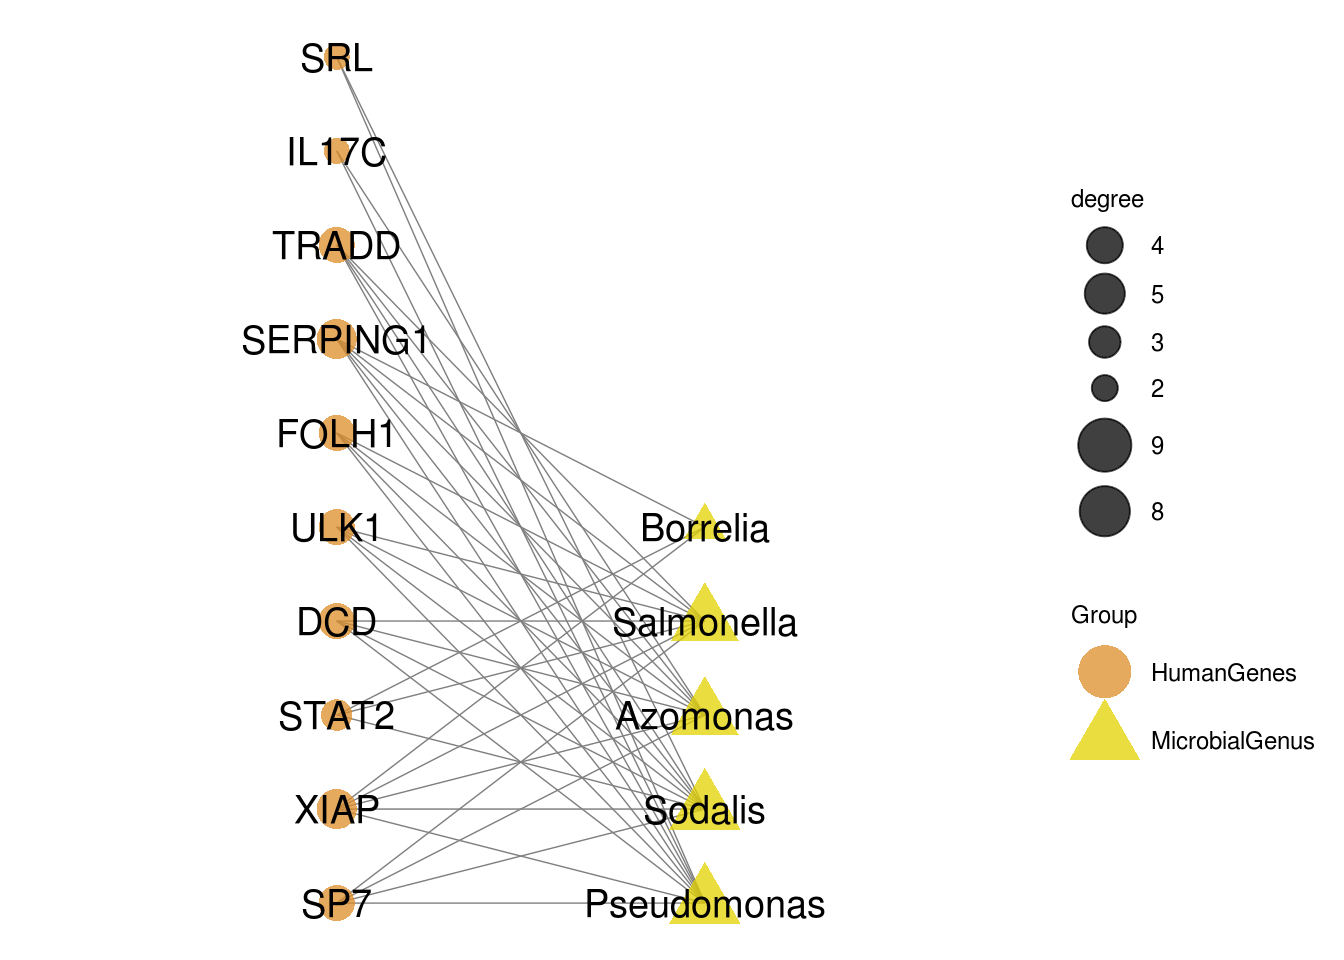 SRL
IL17C
TRADD
SERPING1
FOLH1
ULK1
DCD
STAT2
XIAP
SP7
Borrelia
Salmonella
Azomonas
Sodalis
Pseudomonas
degree
4
5
3
2
9
8
Group
HumanGenes
MicrobialGenus